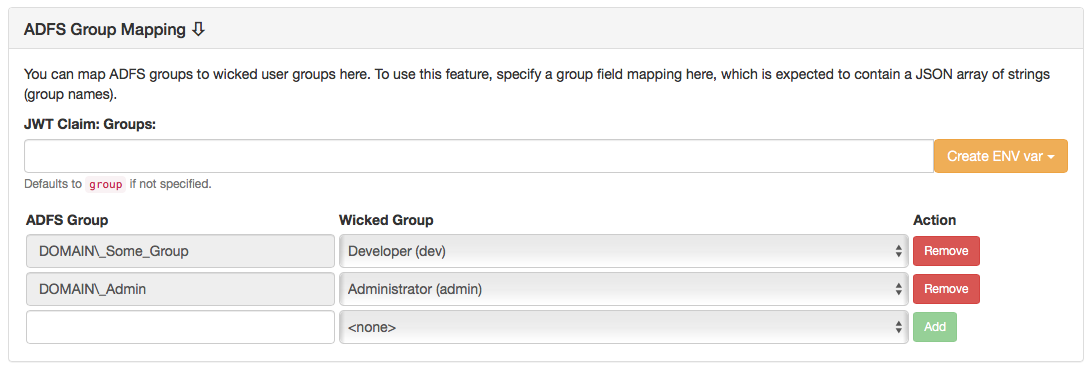 ADFS Group Mapping ⇩
You can map ADFS groups to wicked user groups here. To use this feature, specify a group field mapping here, which is expected to contain a JSON array of strings
(group names).
JWT Claim: Groups:
Create ENV var
Defaults to group if not specified.
ADFS Group Wicked Group Action
DOMAIN\_Some_Group Developer (dev) Remove
DOMAIN\_Admin Administrator (admin) Remove
<none> Add